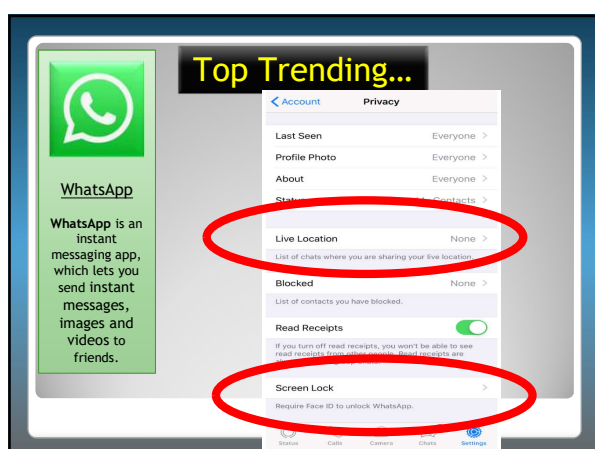 Top Trending…
WhatsApp
WhatsApp is an
instant
messaging app,
which lets you
send instant
messages,
images and
videos to
friends.
Account Privacy
Last Seen Everyone
Profile Photo Everyone
About Everyone
Status Contacts
Live Location None
List of chats where you are sharing your live location.
Blocked None
List of contacts you have blocked.
Read Receipts
If you turn off read receipts, you won't be able to see
read receipts from other people. Read receipts are
Screen Lock
Require Face ID to unlock WhatsApp.
Status Calls Camera Chats Settings